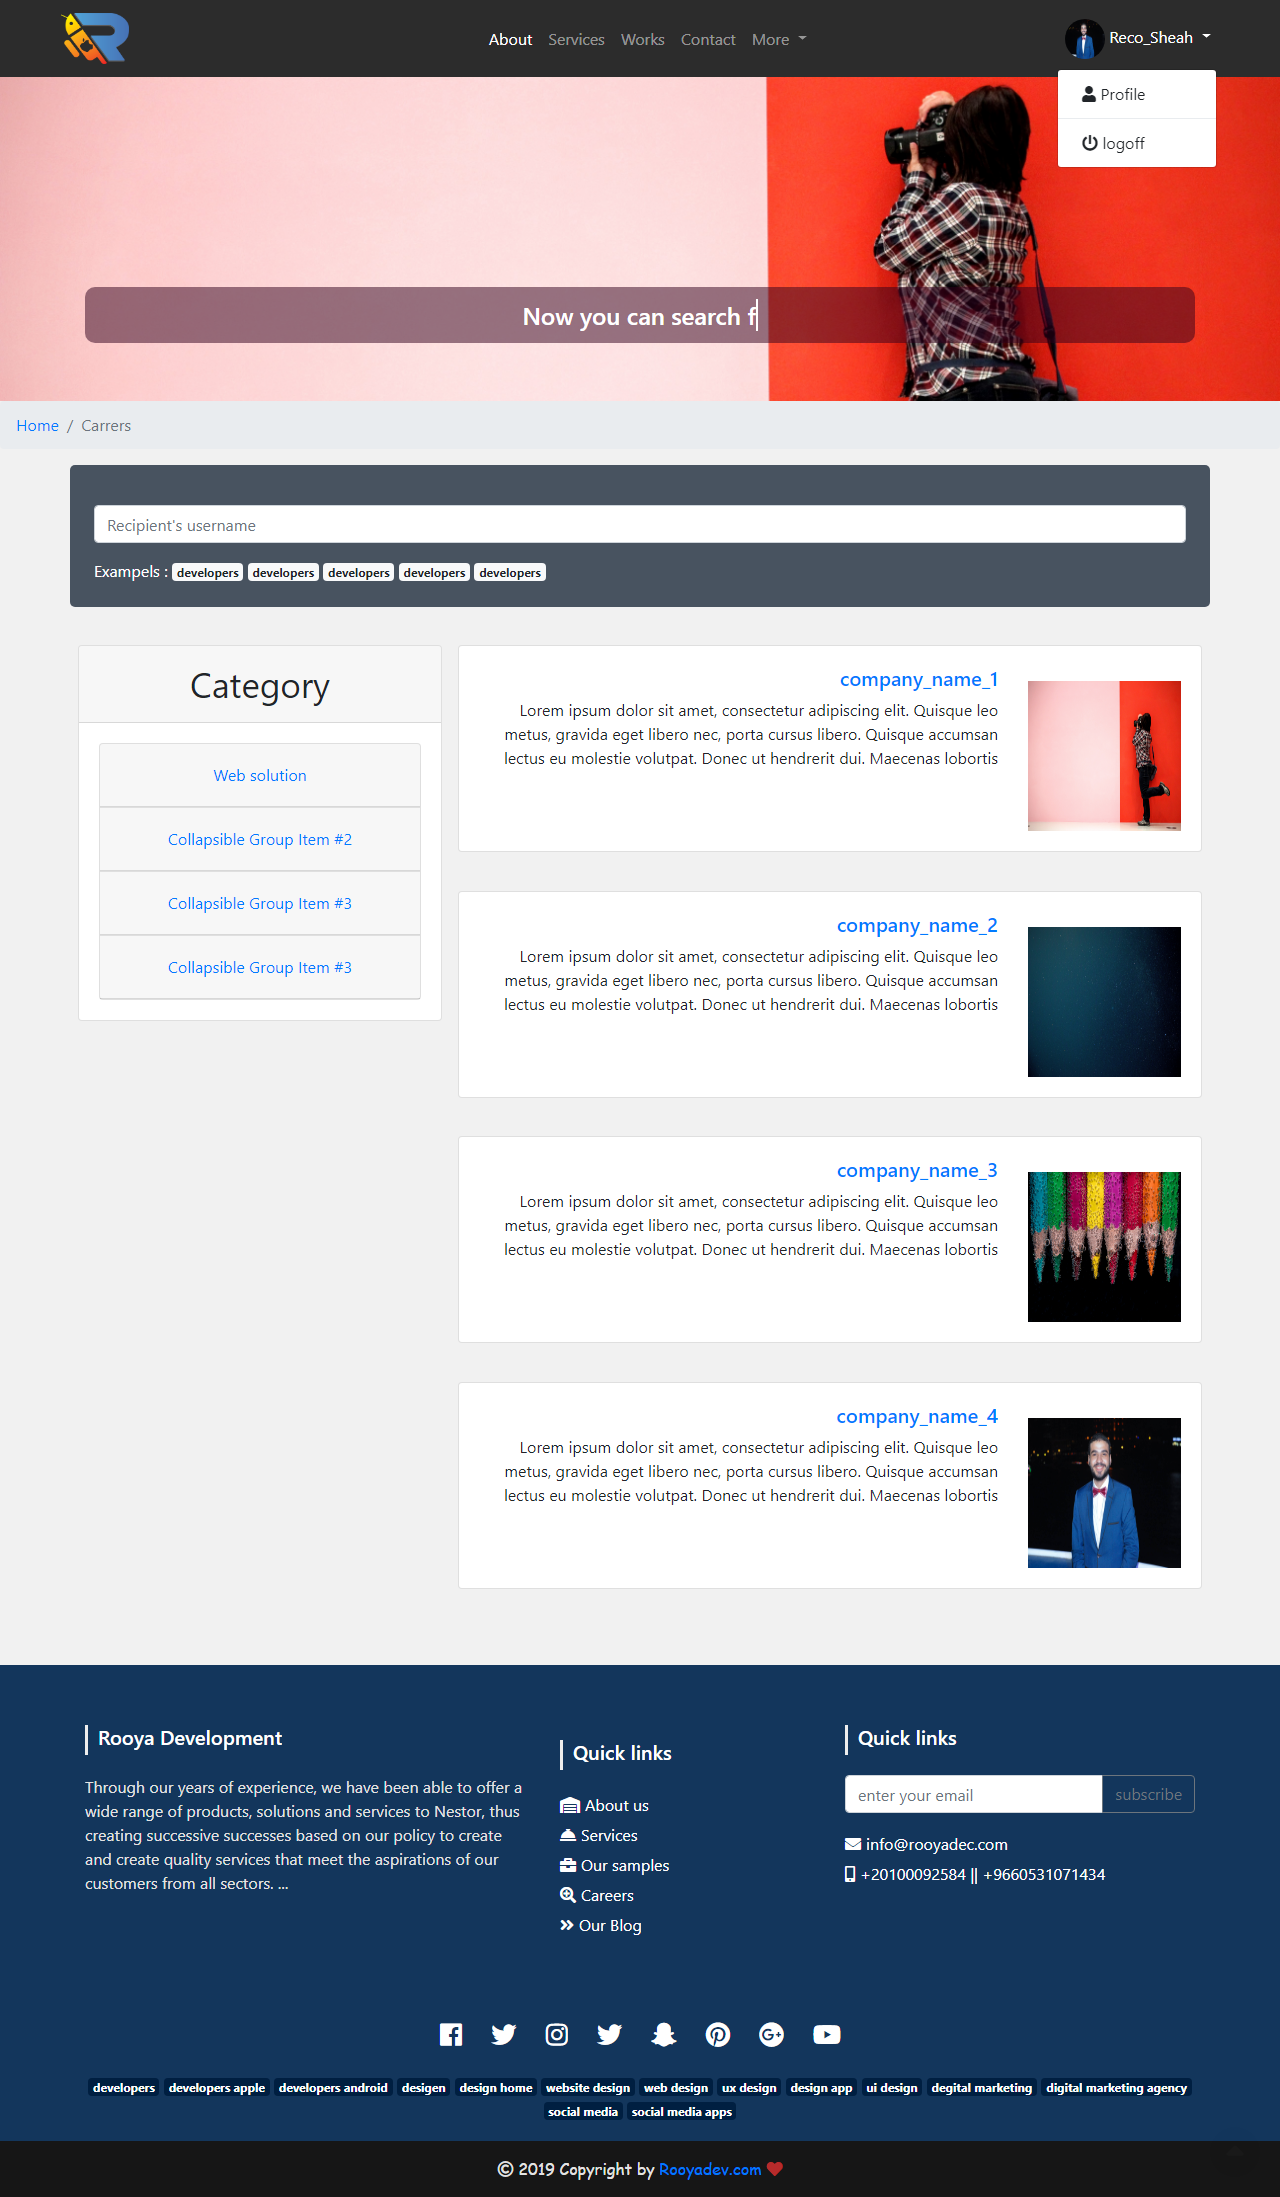 About Services Works Contact More
Reco_Sheah
Profile
logoff
Now you can search f
Home / Carrers
Recipient's username
Exampels : developers developers developers developers developers
Category
Web solution
Collapsible Group Item #2
Collapsible Group Item #3
Collapsible Group Item #3
company_name_1
Lorem ipsum dolor sit amet, consectetur adipiscing elit. Quisque leo
metus, gravida eget libero nec, porta cursus libero. Quisque accumsan
lectus eu molestie volutpat. Donec ut hendrerit dui. Maecenas lobortis
company_name_2
Lorem ipsum dolor sit amet, consectetur adipiscing elit. Quisque leo
metus, gravida eget libero nec, porta cursus libero. Quisque accumsan
lectus eu molestie volutpat. Donec ut hendrerit dui. Maecenas lobortis
company_name_3
Lorem ipsum dolor sit amet, consectetur adipiscing elit. Quisque leo
metus, gravida eget libero nec, porta cursus libero. Quisque accumsan
lectus eu molestie volutpat. Donec ut hendrerit dui. Maecenas lobortis
company_name_4
Lorem ipsum dolor sit amet, consectetur adipiscing elit. Quisque leo
metus, gravida eget libero nec, porta cursus libero. Quisque accumsan
lectus eu molestie volutpat. Donec ut hendrerit dui. Maecenas lobortis
Rooya Development
Through our years of experience, we have been able to offer a
wide range of products, solutions and services to Nestor, thus
creating successive successes based on our policy to create
and create quality services that meet the aspirations of our
customers from all sectors. ...
Quick links
About us
Services
Our samples
Careers
Our Blog
Quick links
enter your email subscribe
info@rooyadec.com
+20100092584 || +9660531071434
developers developers apple developers android desigen design home website design web design ux design design app ui design degital marketing digital marketing agency
social media social media apps
© 2019 Copyright by Rooyadev.com